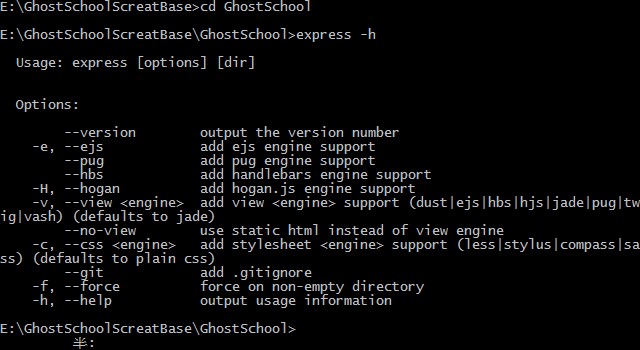 E:\GhostSchoolScreatBase>cd GhostSchool
E:\GhostSchoolScreatBase\GhostSchool>express -h
Usage: express [options] [dir]
Options:
--version output the version number
-e, --ejs add ejs engine support
--pug add pug engine support
--hbs add handlebars engine support
-H, --hogan add hogan.js engine support
-v, --view <engine> add view <engine> support (dust|ejs|hbs|hjs|jade|pug|tw
ig|vash) (defaults to jade)
--no-view use static html instead of view engine
-c, --css <engine> add stylesheet <engine> support (less|stylus|compass|sa
ss) (defaults to plain css)
--git add .gitignore
-f, --force force on non-empty directory
-h, --help output usage information
E:\GhostSchoolScreatBase\GhostSchool>
半: